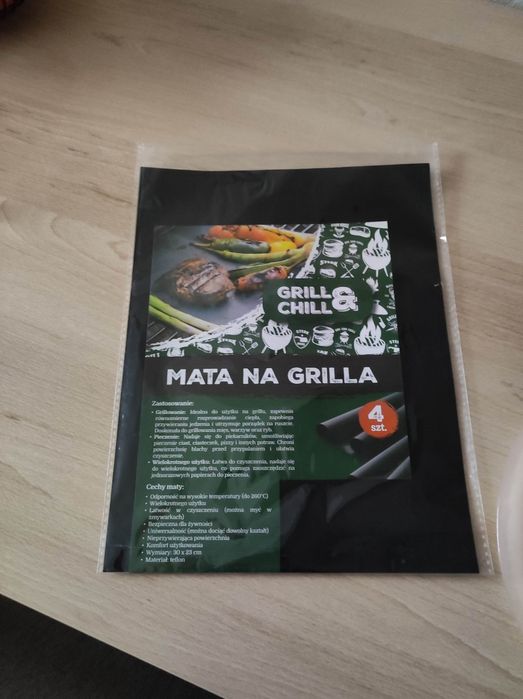 GRILL &
CHILL
MATA NA GRILLA
4
szt.
Zastosowanie:
• Grillowanie: Idealna do użytku na grillu, zapewnia
równomierne rozprowadzanie ciepła, zapobiega
przywieraniu jedzenia i utrzymuje porządek na ruszcie.
Doskonała do grillowania mięs, warzyw oraz ryb.
• Pieczenie: Nadaje się do piekarników, umożliwiając
pieczenie ciast, ciasteczek, pizzy i innych potraw. Chroni
powierzchnię blachy przed przypalaniem i ułatwia
czyszczenie.
• Wielokrotnego użytku: Łatwa do czyszczenia, nadaje się
do wielokrotnego użytku, co pomaga zaoszczędzić na
jednorazowych papierach do pieczenia.
Cechy maty:
• Odporność na wysokie temperatury (do 260°C)
• Wielokrotnego użytku
• Łatwość w czyszczeniu (można myć w
zmywarkach)
• Bezpieczna dla żywności
• Uniwersalność (można dociąć dowolny kształt)
• Nieprzywierająca powierzchnia
• Komfort użytkowania
• Wymiary: 30 x 23 cm
• Materiał: teflon